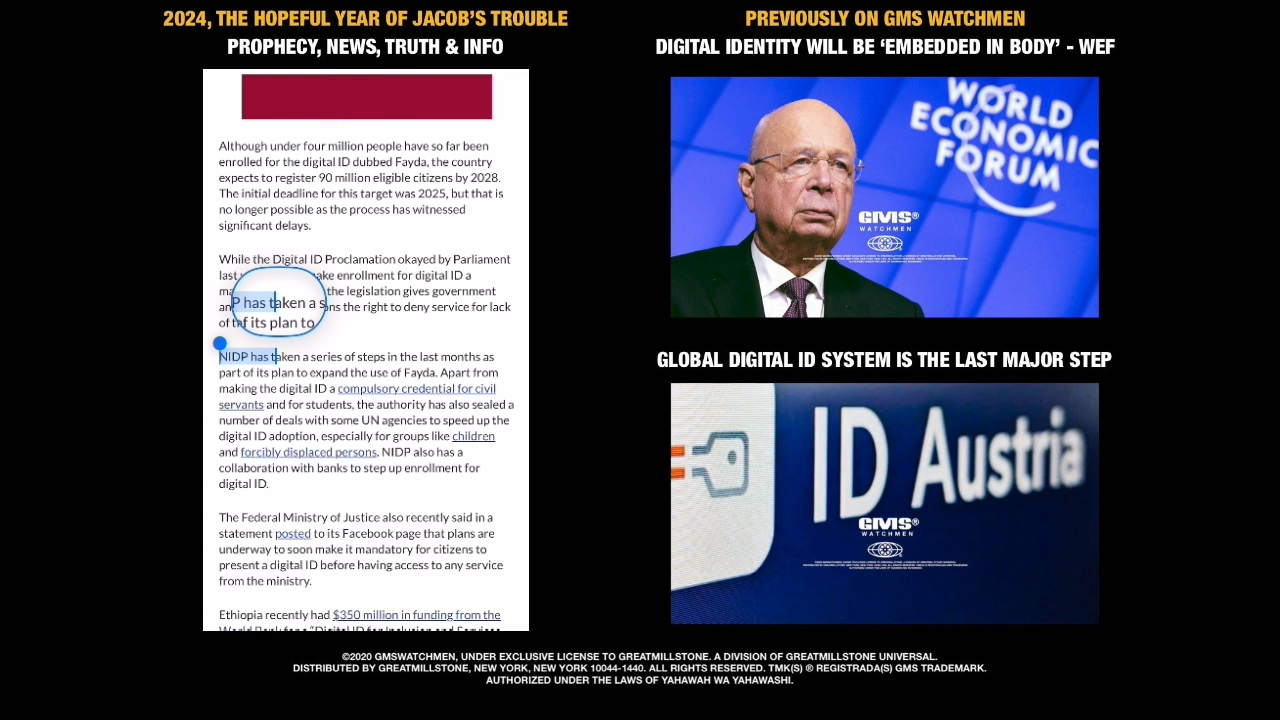 2024, THE HOPEFUL YEAR OF JACOB'S TROUBLE
PROPHECY, NEWS, TRUTH & INFO
Although under four million people have so far been
enrolled for the digital ID dubbed Fayda, the country
expects to register 90 million eligible citizens by 2028.
The initial deadline for this target was 2025, but that is
no longer possible as the process has witnessed
significant delays.
While the Digital ID Proclamation okayed by Parliament
last ake enrollment for digital ID a
ma the legislation gives government
an ons the right to deny service for lack
of
P has taken a s
f its plan to
NIDP has taken a series of steps in the last months as
part of its plan to expand the use of Fayda. Apart from
making the digital ID a compulsory credential for civil
servants and for students, the authority has also sealed a
number of deals with some UN agencies to speed up the
digital ID adoption, especially for groups like children
and forcibly displaced persons. NIDP also has a
collaboration with banks to step up enrollment for
digital ID.
The Federal Ministry of Justice also recently said in a
statement posted to its Facebook page that plans are
underway to soon make it mandatory for citizens to
present a digital ID before having access to any service
from the ministry.
Ethiopia recently had $350 million in funding from the
PREVIOUSLY ON GMS WATCHMEN
DIGITAL IDENTITY WILL BE ‘EMBEDDED IN BODY’ - WEF
WORLD
ECONOMIC
FORUM
GMS®
WATCHMEN
GLOBAL DIGITAL ID SYSTEM IS THE LAST MAJOR STEP
ID Austria
GMS®
WATCHMEN
©2020 GMSWATCHMEN, UNDER EXCLUSIVE LICENSE TO GREATMILLSTONE. A DIVISION OF GREATMILLSTONE UNIVERSAL.
DISTRIBUTED BY GREATMILLSTONE, NEW YORK, NEW YORK 10044-1440. ALL RIGHTS RESERVED. TMK(S) ® REGISTRADA(S) GMS TRADEMARK.
AUTHORIZED UNDER THE LAWS OF YAHAWAH WA YAHAWASHI.